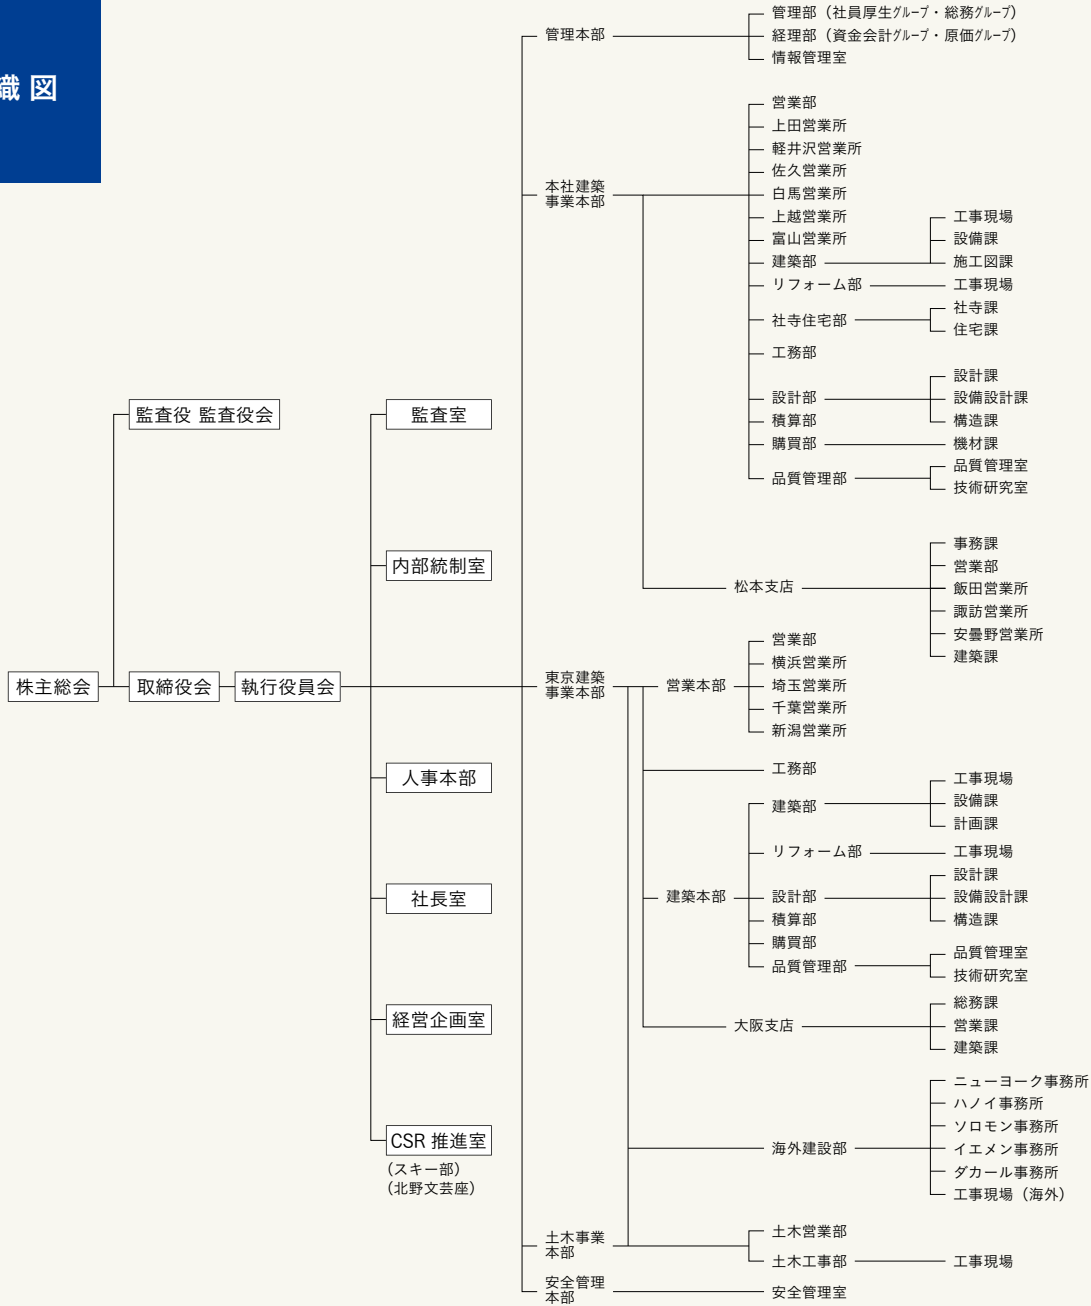 織図
管理本部
管理部（社員厚生グループ・総務グループ）
経理部（資金会計グループ・原価グループ）
情報管理室
本社建築
事業本部
営業部
上田営業所
軽井沢営業所
佐久営業所
白馬営業所
上越営業所
富山営業所
建築部
工事現場
設備課
施工図課
リフォーム部
工事現場
社寺住宅部
社寺課
住宅課
工務部
設計部
設計課
設備設計課
構造課
積算部
購買部
機材課
品質管理部
品質管理室
技術研究室
松本支店
事務課
営業部
飯田営業所
諏訪営業所
安曇野営業所
建築課
株主総会
監査役 監査役会
取締役会
執行役員会
監査室
内部統制室
人事本部
社長室
経営企画室
CSR 推進室
（スキー部）
（北野文芸座）
東京建築
事業本部
営業本部
営業部
横浜営業所
埼玉営業所
千葉営業所
新潟営業所
工務部
建築本部
建築部
工事現場
設備課
計画課
リフォーム部
工事現場
設計部
設計課
設備設計課
構造課
積算部
購買部
品質管理部
品質管理室
技術研究室
大阪支店
総務課
営業課
建築課
海外建設部
ニューヨーク事務所
ハノイ事務所
ソロモン事務所
イエメン事務所
ダカール事務所
工事現場（海外）
土木事業
本部
土木営業部
土木工事部
工事現場
安全管理
本部
安全管理室